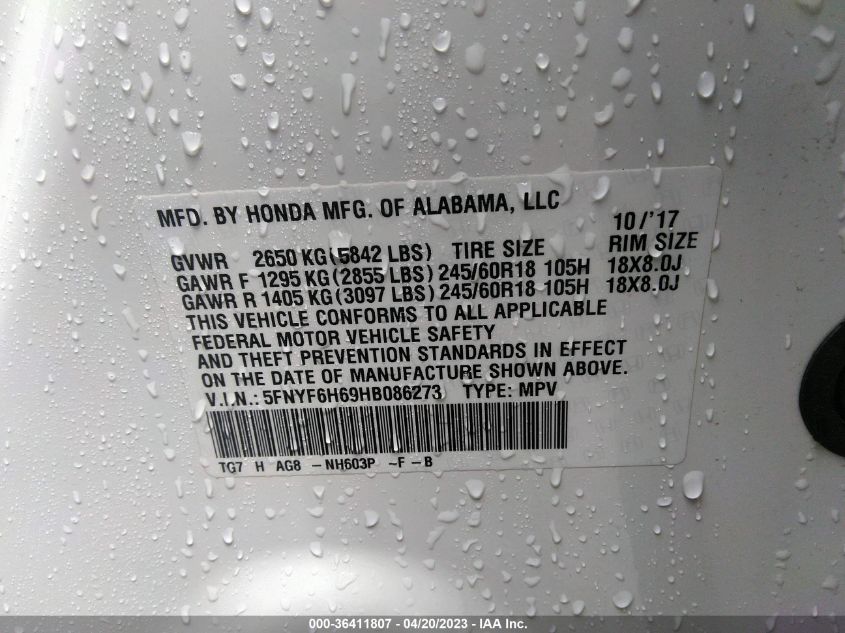 MFD. BY HONDA MFG. OF ALABAMA, LLC 10/'17
GVWR 2650 KG(5842 LBS) TIRE SIZE RIM SIZE
GAWR F 1295 KG(2855 LBS) 245/60R18 105H 18X8.0J
GAWR R 1405 KG(3097 LBS) 245/60R18 105H 18X8.0J
THIS VEHICLE CONFORMS TO ALL APPLICABLE
FEDERAL MOTOR VEHICLE SAFETY
AND THEFT PREVENTION STANDARDS IN EFFECT
ON THE DATE OF MANUFACTURE SHOWN ABOVE.
V.I.N.: 5FNYF6H69HB086273 TYPE: MPV
TG7 H AG8 -NH603P -F-B
000-36411807 - 04/20/2023 - IAA Inc.